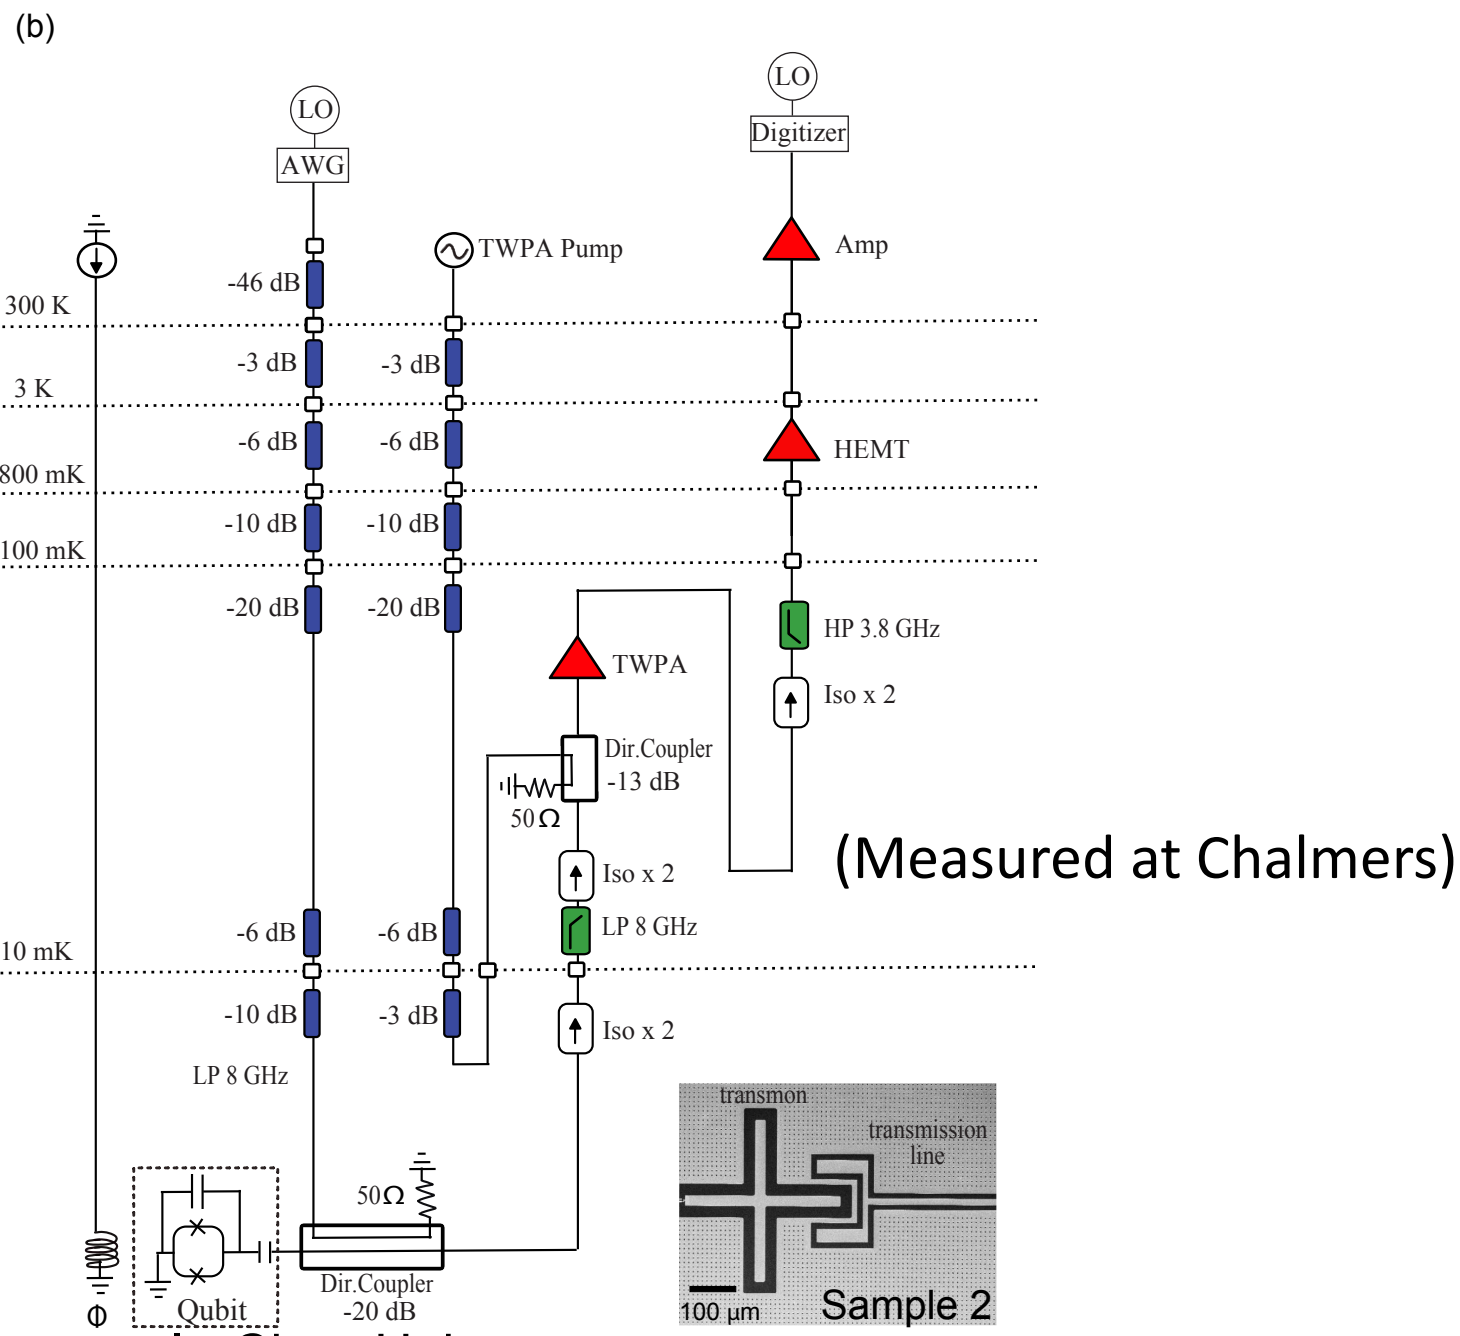 (b)
LO
LO
Digitizer
AWG
TWPA Pump
Amp
-46 dB
300 K
-3 dB
-3 dB
3 K
-6 dB
-6 dB
HEMT
800 mK
-10 dB
-10 dB
100 mK
-20 dB
-20 dB
HP 3.8 GHz
TWPA
Iso x 2
Dir.Coupler
-13 dB
50Ω
(Measured at Chalmers)
Iso x 2
LP 8 GHz
-6 dB
-6 dB
10 mK
-10 dB
-3 dB
Iso x 2
LP 8 GHz
transmon
transmission
line
50Ω
Dir.Coupler
-20 dB
Qubit
Φ
100 μm
Sample 2